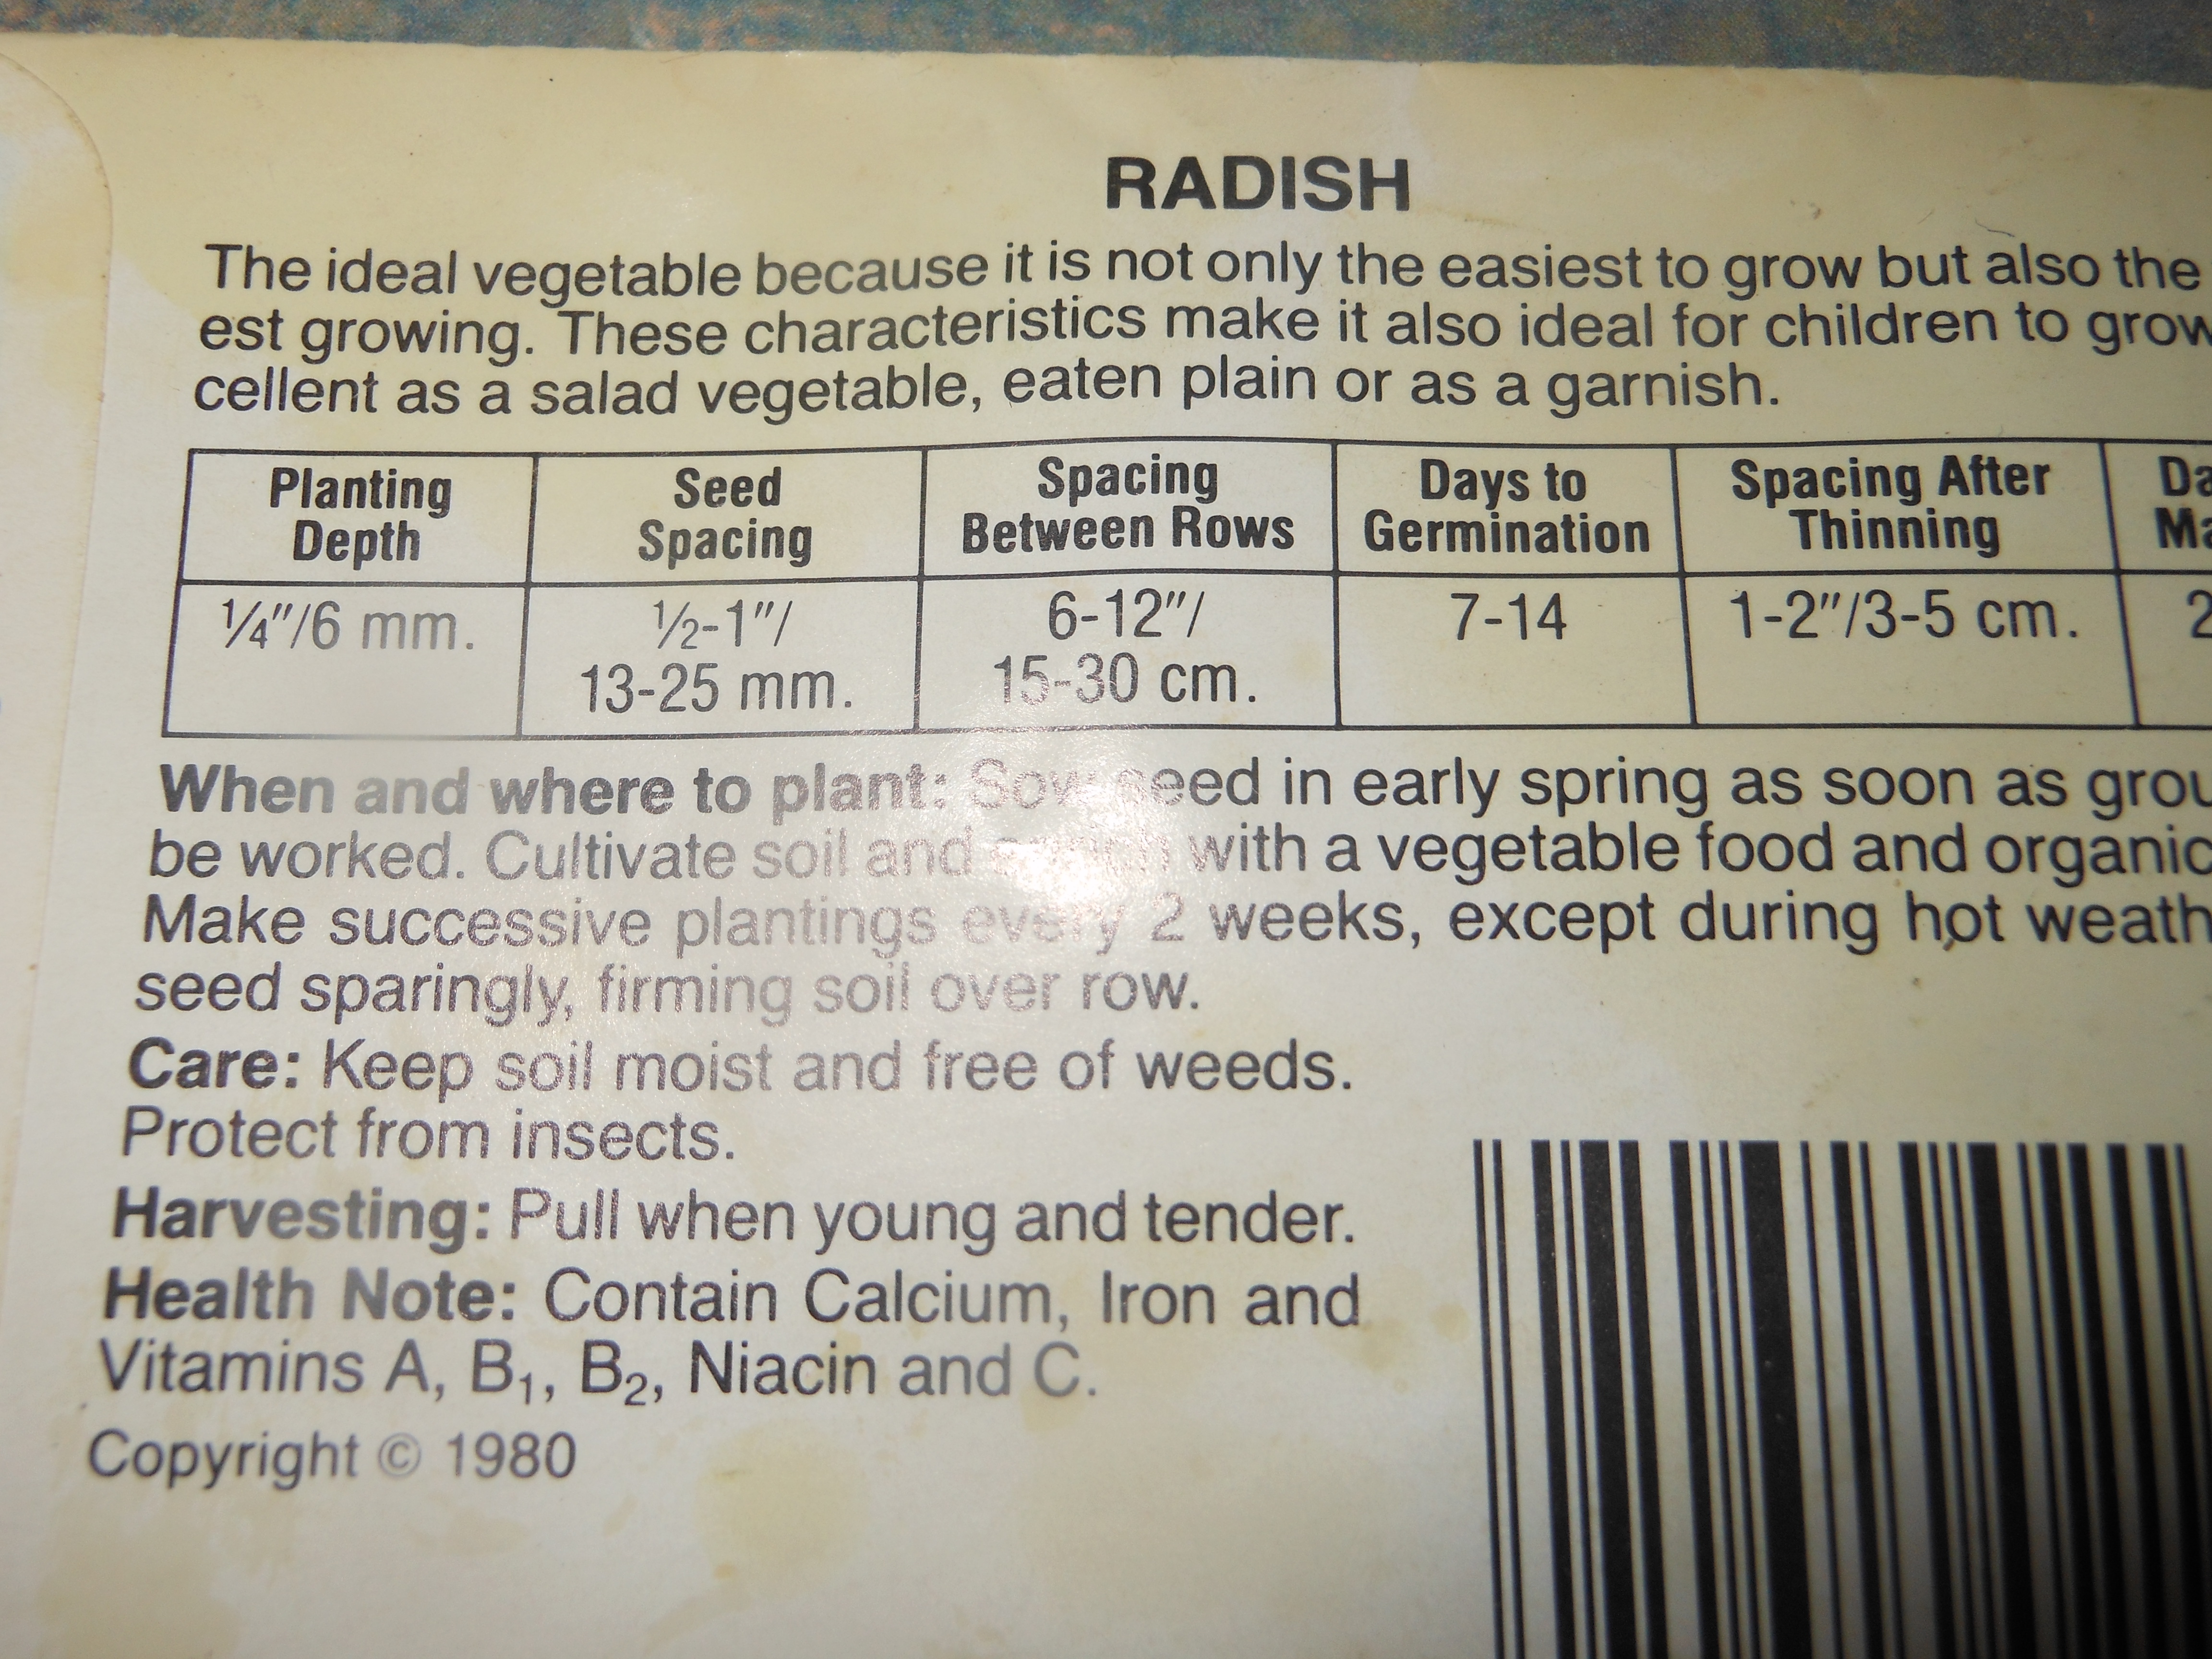 RADISH
The ideal vegetable because it is not only the easiest to grow but also the
est growing. These characteristics make it also ideal for children to grow
cellent as a salad vegetable, eaten plain or as a garnish.
Planting Depth Seed Spacing Spacing Between Rows Days to Germination Spacing After Thinning
¼"/6 mm. ½-1"/ 6-12"/ 7-14 1-2"/3-5 cm. 2
13-25 mm. 15-30 cm.
When and where to plant: Sow seed in early spring as soon as grou
be worked. Cultivate soil and enrich with a vegetable food and organic
Make successive plantings every 2 weeks, except during hot weath
seed sparingly, firming soil over row.
Care: Keep soil moist and free of weeds.
Protect from insects.
Harvesting: Pull when young and tender.
Health Note: Contain Calcium, Iron and
Vitamins A, B₁, B₂, Niacin and C.
Copyright © 1980